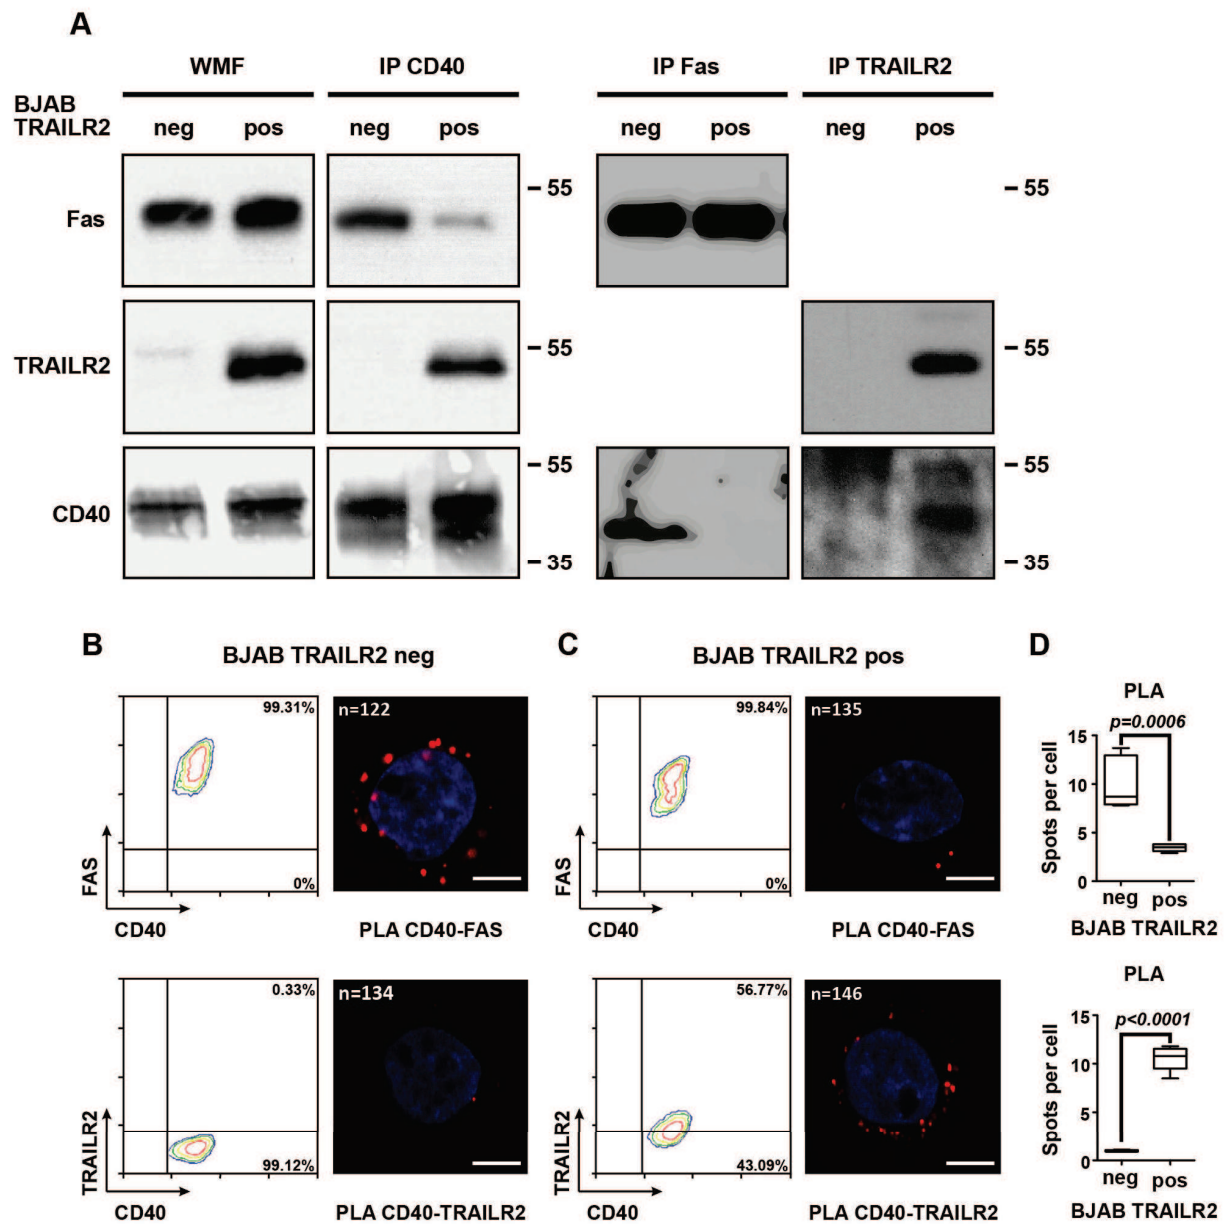 A
WMF IP CD40 IP Fas IP TRAILR2
BJAB
TRAILR2 neg pos neg pos neg pos neg pos
Fas – 55 – 55
TRAILR2 – 55 – 55
CD40 – 55 – 55
– 35 – 35
B BJAB TRAILR2 neg
99.31%
0%
FAS
CD40
n=122
PLA CD40-FAS
0.33%
99.12%
TRAILR2
CD40
n=134
PLA CD40-TRAILR2
C BJAB TRAILR2 pos
99.84%
0%
FAS
CD40
n=135
PLA CD40-FAS
56.77%
43.09%
TRAILR2
CD40
n=146
PLA CD40-TRAILR2
D
PLA
p=0.0006
15
10
5
0
Spots per cell
neg pos
BJAB TRAILR2
PLA
p<0.0001
15
10
5
0
Spots per cell
neg pos
BJAB TRAILR2